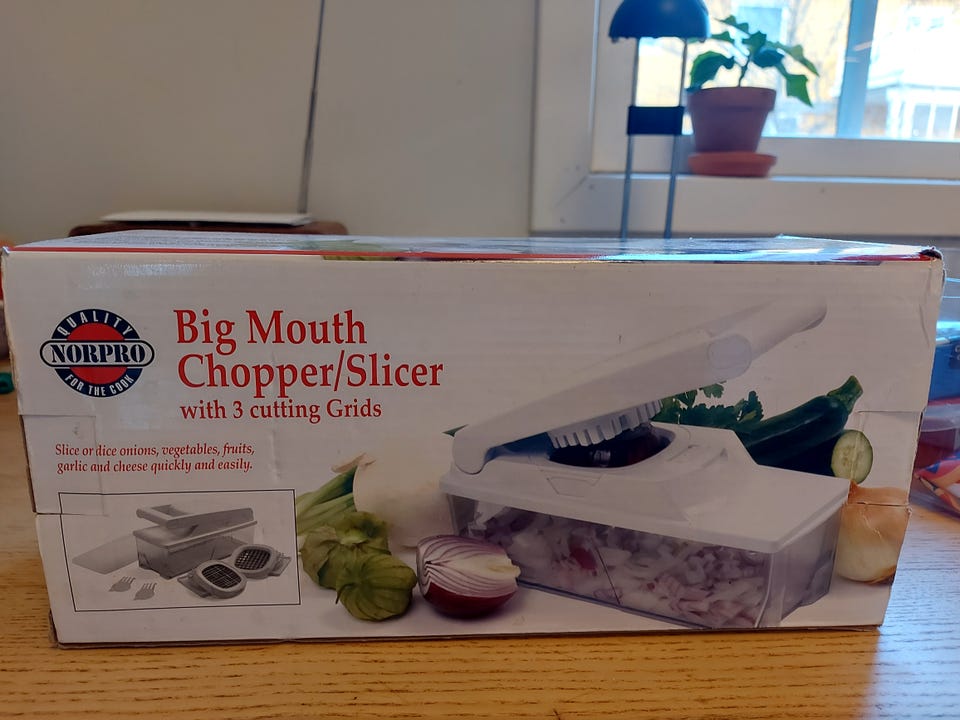 QUALITY
NORPRO
FOR THE COOK
Big Mouth
Chopper/Slicer
with 3 cutting Grids
Slice or dice onions, vegetables, fruits,
garlic and cheese quickly and easily.